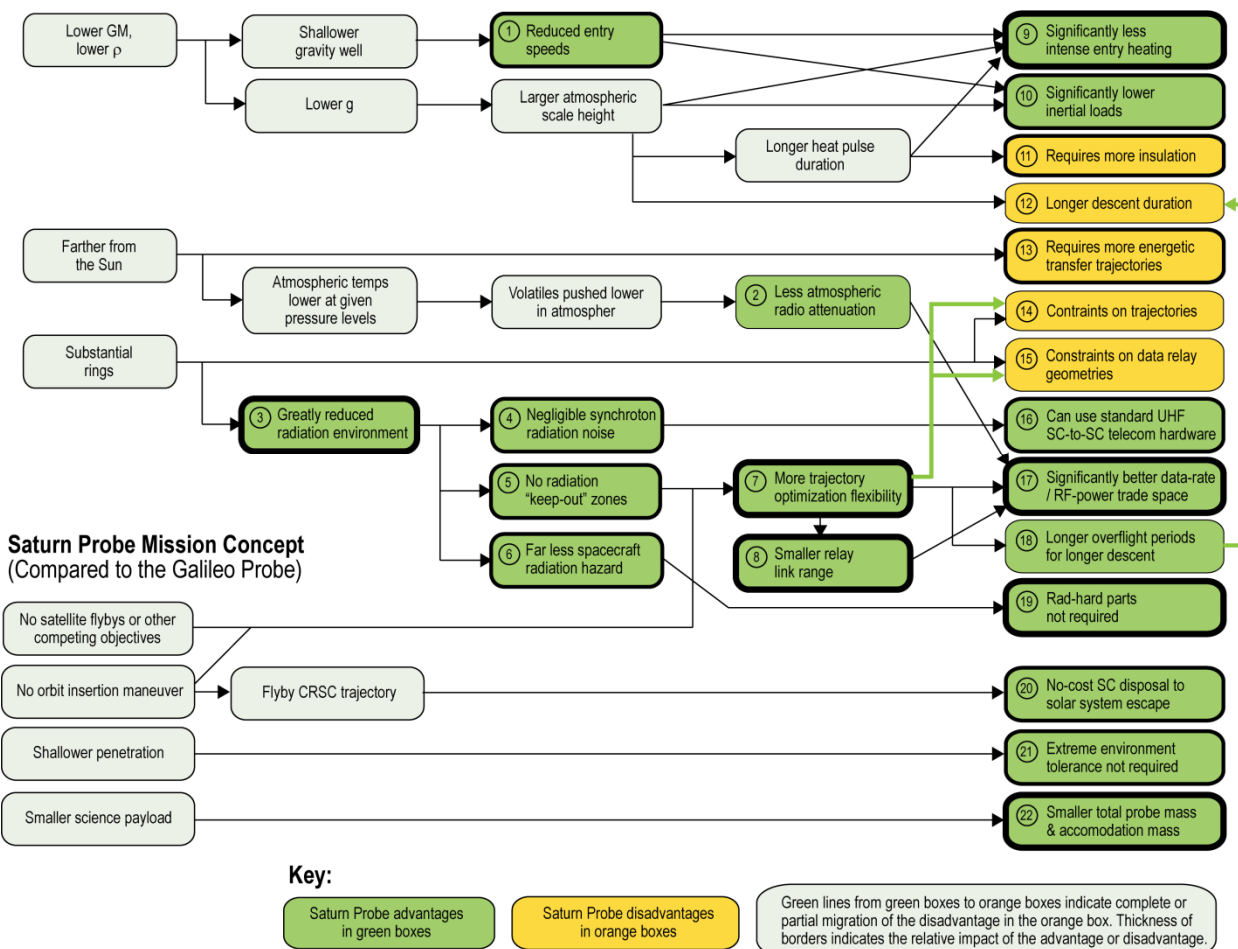 Lower GM,
lower ρ
Shallower
gravity well
① Reduced entry
speeds
⑨ Significantly less
intense entry heating
Lower g
Larger atmospheric
scale height
⑩ Significantly lower
inertial loads
Longer heat pulse
duration
⑪ Requires more insulation
⑫ Longer descent duration
Farther from
the Sun
⑬ Requires more energetic
transfer trajectories
Atmospheric temps
lower at given
pressure levels
Volatiles pushed lower
in atmospher
② Less atmospheric
radio attenuation
⑭ Contraints on trajectories
Substantial
rings
⑮ Constraints on data relay
geometries
③ Greatly reduced
radiation environment
④ Negligible synchroton
radiation noise
⑯ Can use standard UHF
SC-to-SC telecom hardware
⑤ No radiation
“keep-out” zones
⑦ More trajectory
optimization flexibility
⑰ Significantly better data-rate
/ RF-power trade space
⑥ Far less spacecraft
radiation hazard
⑧ Smaller relay
link range
⑱ Longer overflight periods
for longer descent
Saturn Probe Mission Concept
(Compared to the Galileo Probe)
⑲ Rad-hard parts
not required
No satellite flybys or other
competing objectives
No orbit insertion maneuver
Flyby CRSC trajectory
⑳ No-cost SC disposal to
solar system escape
Shallower penetration
㉑ Extreme environment
tolerance not required
Smaller science payload
㉒ Smaller total probe mass
& accomodation mass
Key:
Saturn Probe advantages
in green boxes
Saturn Probe disadvantages
in orange boxes
Green lines from green boxes to orange boxes indicate complete or
partial migration of the disadvantage in the orange box. Thickness of
borders indicates the relative impact of the advantage or disadvantage.